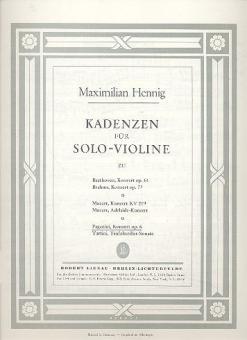 Maximilian Hennig
KADENZEN
FÜR
SOLO-VIOLINE
ZU
Beethoven, Konzert op. 61
Brahms, Konzert op. 77
Mozart, Konzert KV 219
Mozart, Adelaide-Konzert
Paganini, Konzert op. 6
Tartini, Teufelstriller-Sonate
ROBERT LIENAU · BERLIN-LICHTERFELDE